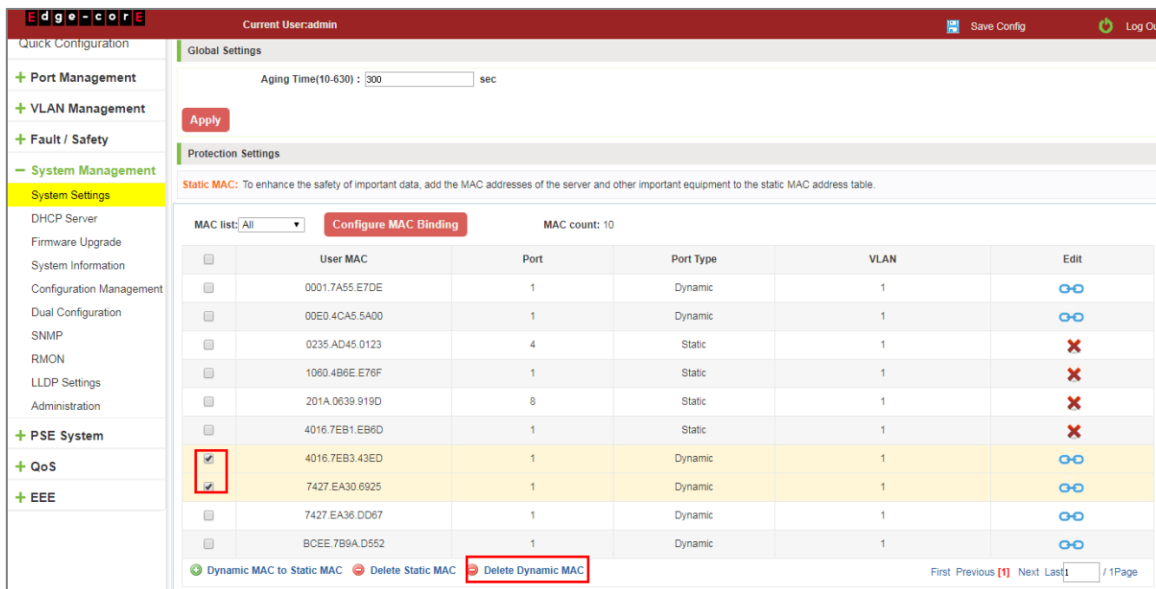 Edge-corE
Current User:admin
Save Config
Log Ou
Quick Configuration
Port Management
VLAN Management
Fault / Safety
System Management
System Settings
DHCP Server
Firmware Upgrade
System Information
Configuration Management
Dual Configuration
SNMP
RMON
LLDP Settings
Administration
PSE System
QoS
EEE
Global Settings
Aging Time(10-630) : 300 sec
Apply
Protection Settings
Static MAC: To enhance the safety of important data, add the MAC addresses of the server and other important equipment to the static MAC address table.
MAC list: All Configure MAC Binding MAC count: 10
User MAC Port Port Type VLAN Edit
0001.7A55.E7DE 1 Dynamic 1
00E0.4CA5.5A00 1 Dynamic 1
0235.AD45.0123 4 Static 1
1060.4B6E.E76F 1 Static 1
201A.0639.919D 8 Static 1
4016.7EB1.EB6D 1 Static 1
4016.7EB3.43ED 1 Dynamic 1
7427.EA30.6925 1 Dynamic 1
7427.EA36.DD67 1 Dynamic 1
BCEE.7B9A.D552 1 Dynamic 1
Dynamic MAC to Static MAC Delete Static MAC Delete Dynamic MAC First Previous [1] Next Last 1 / 1Page